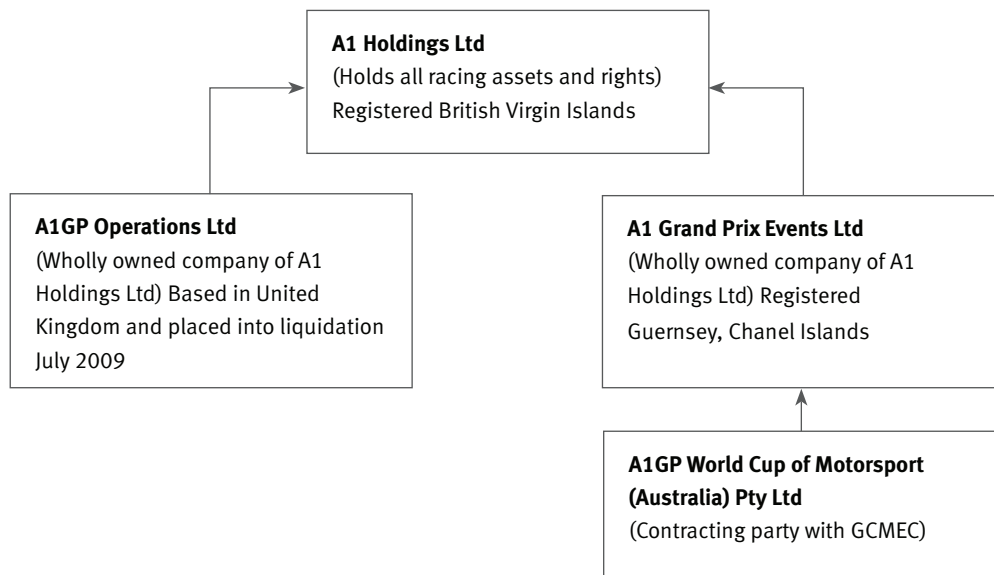 A1 Holdings Ltd
(Holds all racing assets and rights)
Registered British Virgin Islands
A1GP Operations Ltd
(Wholly owned company of A1
Holdings Ltd) Based in United
Kingdom and placed into liquidation
July 2009
A1 Grand Prix Events Ltd
(Wholly owned company of A1
Holdings Ltd) Registered
Guernsey, Chanel Islands
A1GP World Cup of Motorsport
(Australia) Pty Ltd
(Contracting party with GCMEC)